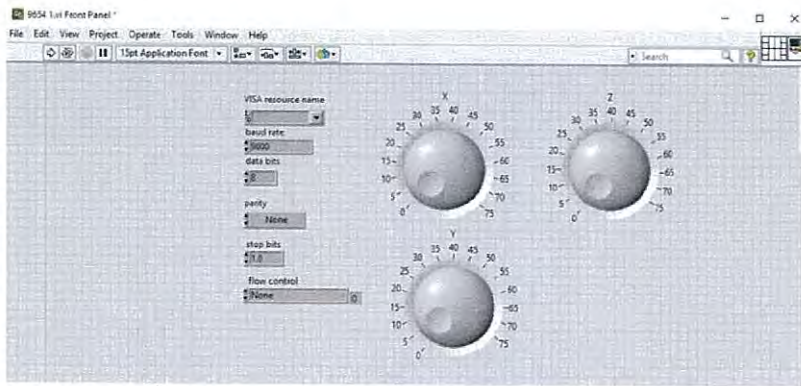 9654 1.vi Front Panel *
File Edit View Project Operate Tools Window Help
15pt Application Font
Search
VISA resource name
baud rate
9600
data bits
8
parity
None
stop bits
1.0
flow control
None
0
X
0 5 10 15 20 25 30 35 40 45 50 55 60 65 70 75
Z
0 5 10 15 20 25 30 35 40 45 50 55 60 65 70 75
Y
0 5 10 15 20 25 30 35 40 45 50 55 60 65 70 75